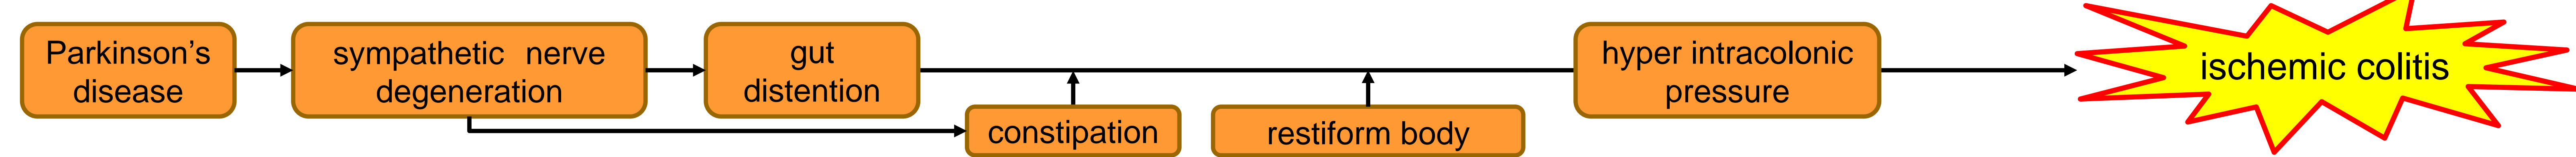 Parkinson's
disease
sympathetic nerve
degeneration
gut
distention
constipation
restiform body
hyper intracolonic
pressure
ischemic colitis